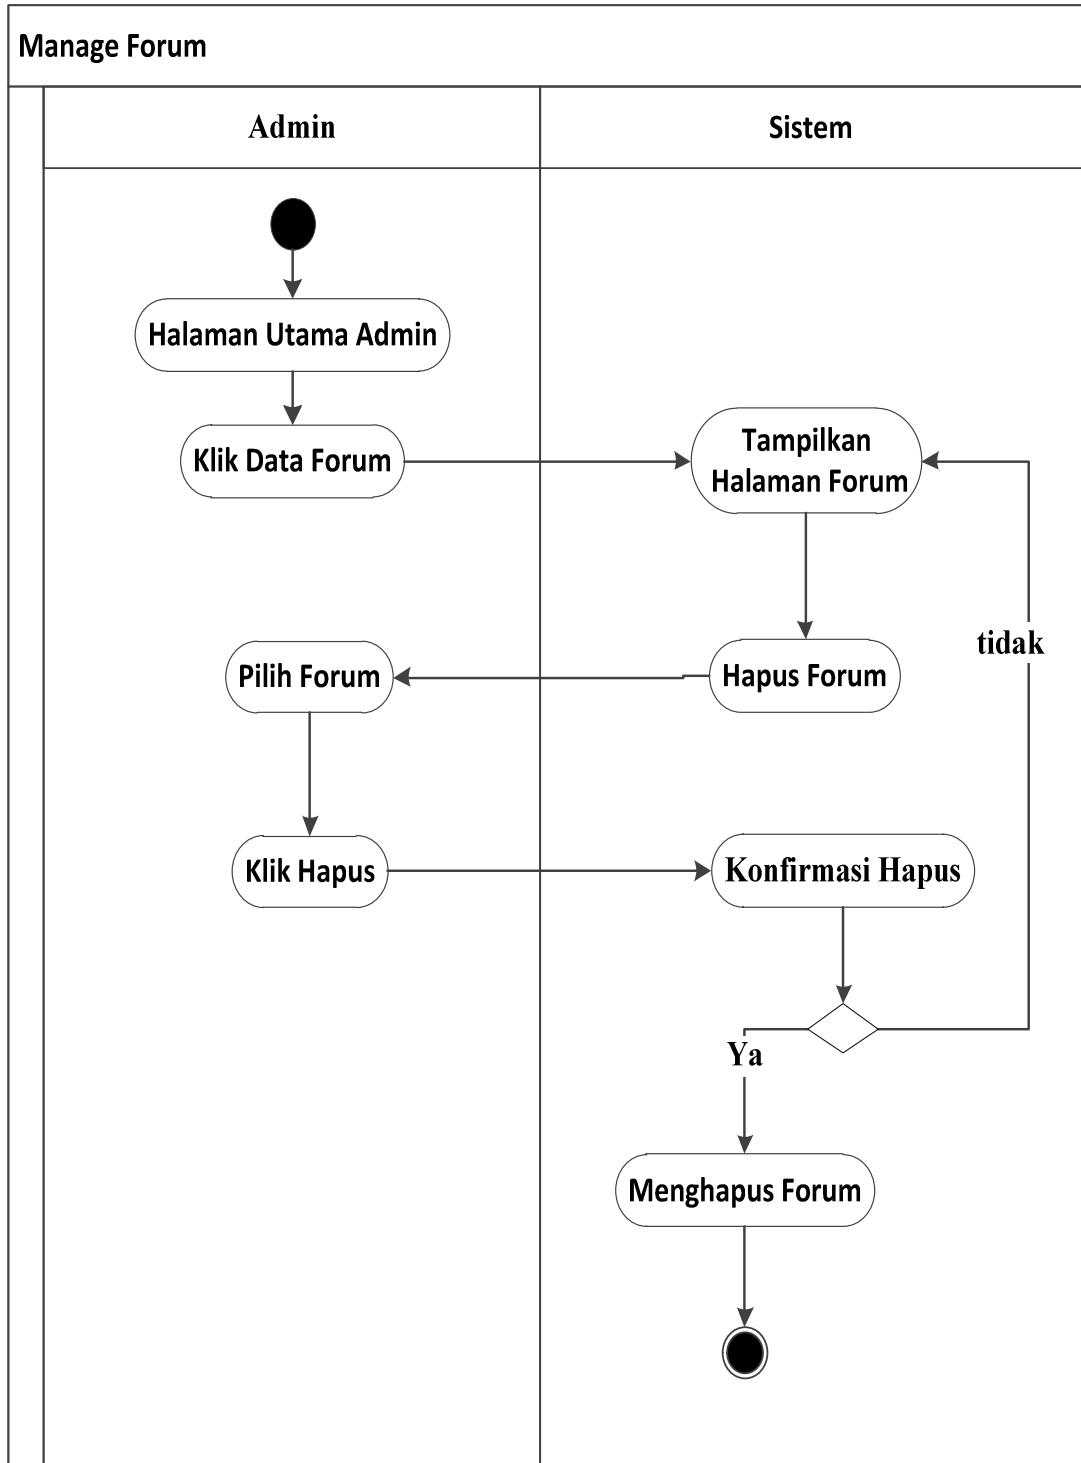 Manage Forum
Admin
Sistem
Halaman Utama Admin
Klik Data Forum
Tampilkan
Halaman Forum
tidak
Pilih Forum
Hapus Forum
Klik Hapus
Konfirmasi Hapus
Ya
Menghapus Forum